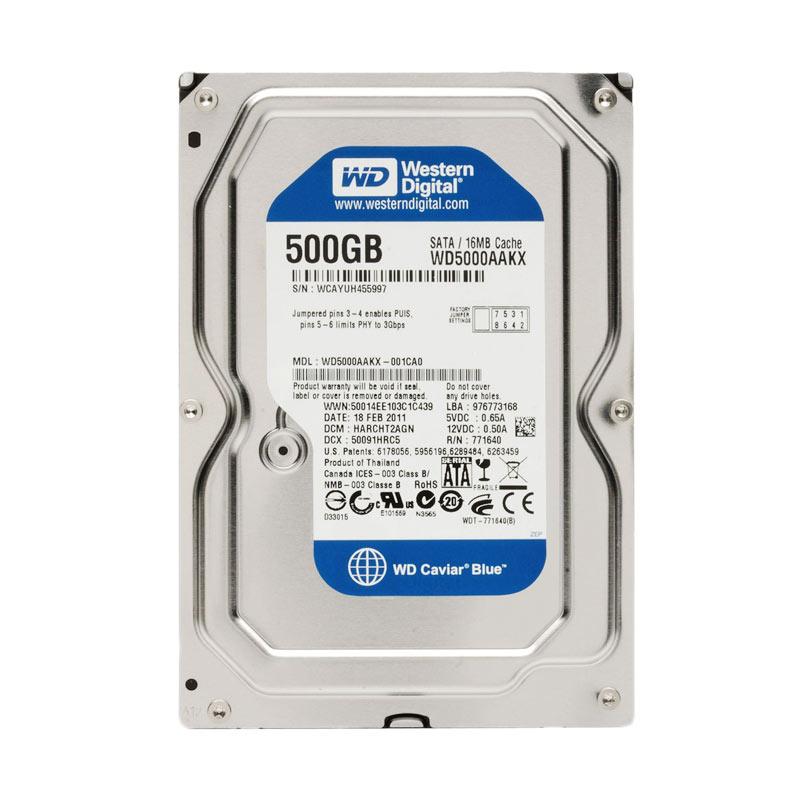 WD Western Digital®
www.westerndigital.com
500GB
SATA / 16MB Cache
WD5000AAKX
S/N : WCAYUH455997
Jumpered pins 3-4 enables PUIS,
pins 5-6 limits PHY to 3Gbps
FACTORY JUMPER SETTINGS
7 5 3 1
8 6 4 2
MDL : WD5000AAKX-001CA0
Product warranty will be void if seal,
label or cover is removed or damaged.
Do not cover
any drive holes.
WWN:50014EE103C1C439
LBA : 976773168
DATE: 18 FEB 2011
5VDC : 0.65A
DCM : HARCHT2AGN
12VDC : 0.50A
DCX : 50091HRC5
R/N : 771640
U.S. Patents: 6178056, 5956196, 6289484, 6263459
Product of Thailand
Canada ICES-003 Class B/
NMB-003 Classe B RoHS
SERIAL
ATA
FRAGILE
c RU us
20
CE
D33015
E101559
N3565
WDT-771640(B)
ZEP
WD Caviar® Blue™